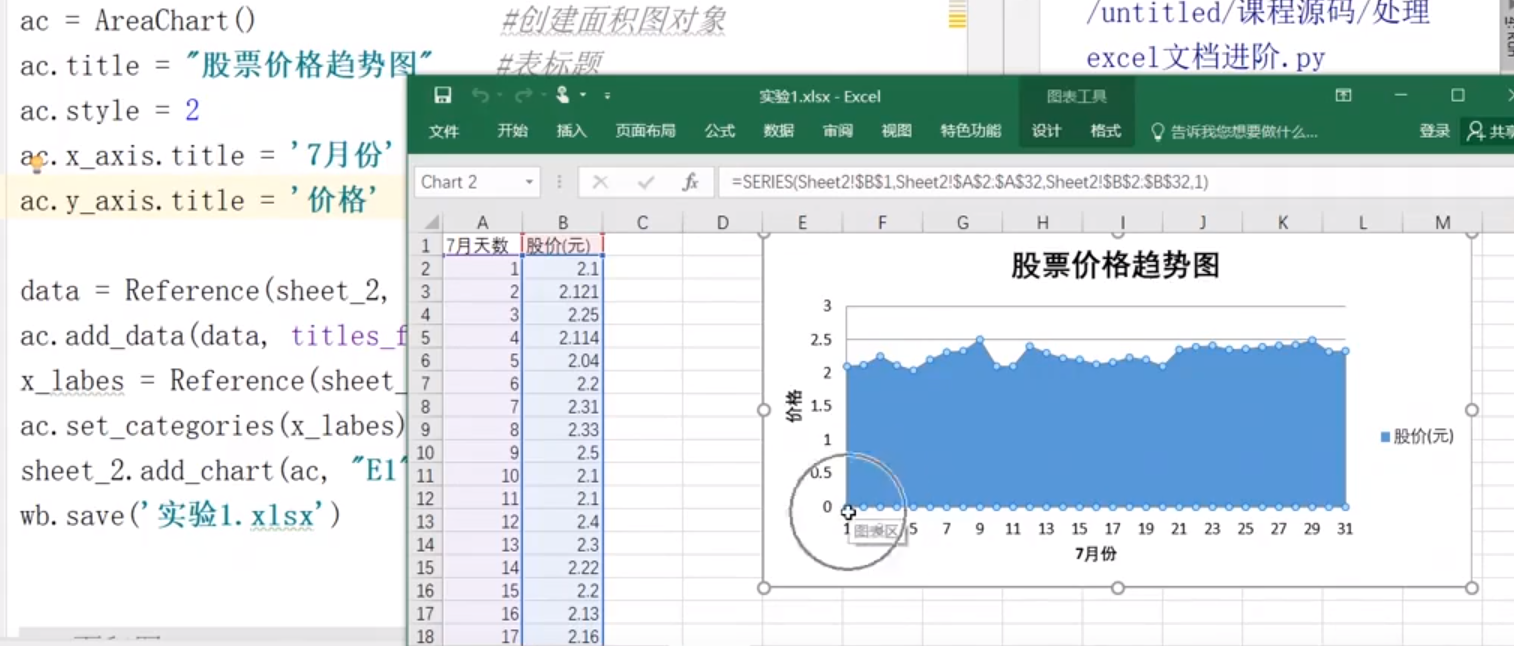 ac = AreaChart()    #创建面积图对象
ac.title = "股票价格趋势图"    #表标题
ac.style = 2
ac.x_axis.title = '7月份'
ac.y_axis.title = '价格'
data = Reference(sheet_2,
ac.add_data(data, titles_f
x_labes = Reference(sheet_
ac.set_categories(x_labes)
sheet_2.add_chart(ac, "E1"
wb.save('实验1.xlsx')
/untitled/课程源码/处理
excel文档进阶.py
实验1.xlsx - Excel
图表工具
文件 开始 插入 页面布局 公式 数据 审阅 视图 特色功能 设计 格式 告诉我您想要做什么... 登录 共享
Chart 2 fx =SERIES(Sheet2!$B$1,Sheet2!$A$2:$A$32,Sheet2!$B$2:$B$32,1)
A B C D E F G H I J K L M
1 7月天数 股价(元)
2 1 2.1
3 2 2.121
4 3 2.25
5 4 2.114
6 5 2.04
7 6 2.2
8 7 2.31
9 8 2.33
10 9 2.5
11 10 2.1
12 11 2.1
13 12 2.4
14 13 2.3
15 14 2.22
16 15 2.2
17 16 2.13
18 17 2.16
股票价格趋势图
3
2.5
2
1.5
1
0.5
0
价格
1 5 7 9 11 13 15 17 19 21 23 25 27 29 31
图表区
7月份
股价(元)